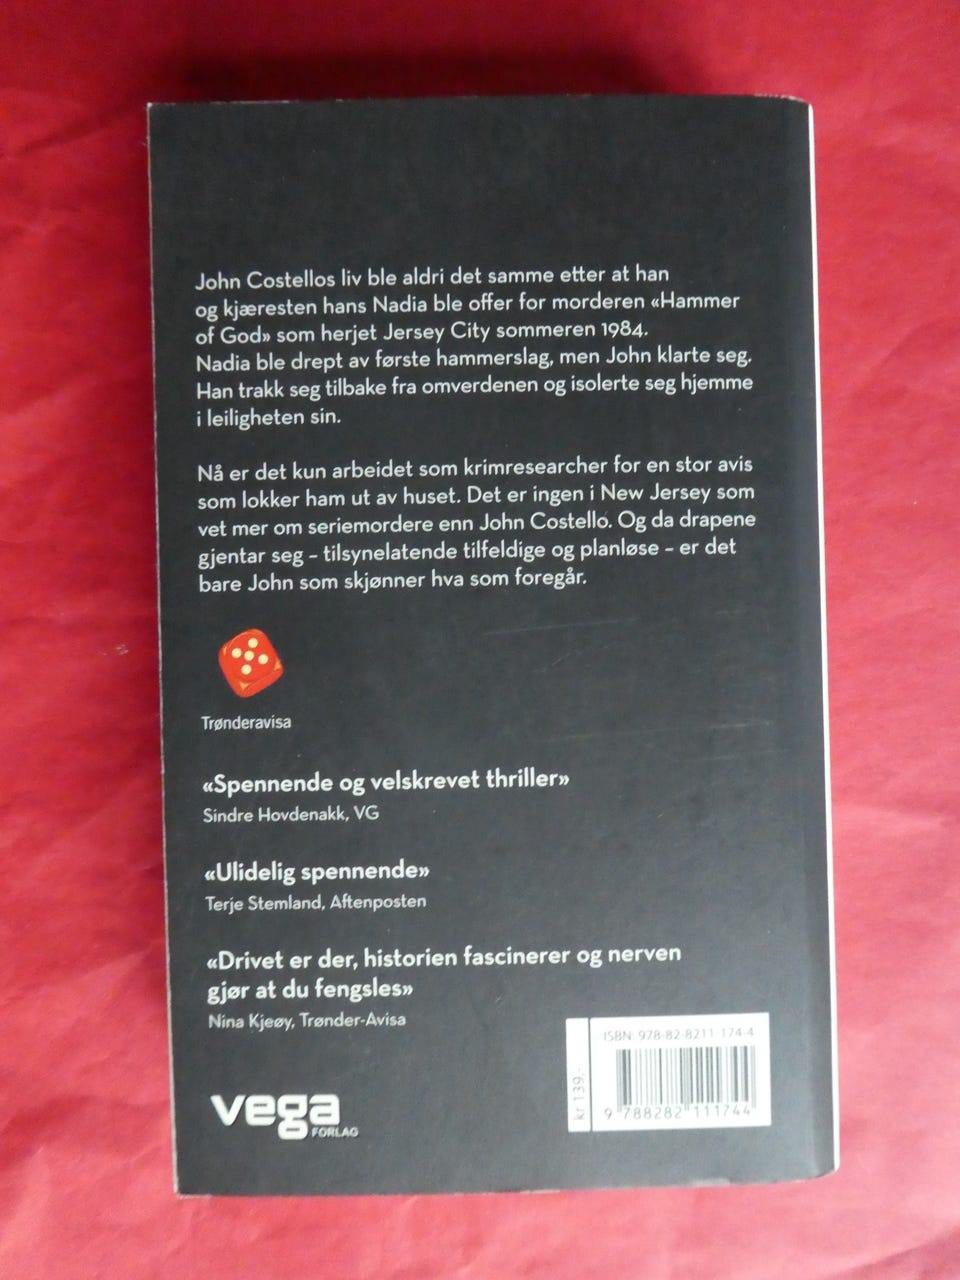 John Costellos liv ble aldri det samme etter at han
og kjæresten hans Nadia ble offer for morderen «Hammer
of God» som herjet Jersey City sommeren 1984.
Nadia ble drept av første hammerslag, men John klarte seg.
Han trakk seg tilbake fra omverdenen og isolerte seg hjemme
i leiligheten sin.
Nå er det kun arbeidet som krimresearcher for en stor avis
som lokker ham ut av huset. Det er ingen i New Jersey som
vet mer om seriemordere enn John Costello. Og da drapene
gjentar seg – tilsynelatende tilfeldige og planløse – er det
bare John som skjønner hva som foregår.
Trønderavisa
«Spennende og velskrevet thriller»
Sindre Hovdenakk, VG
«Ulidelig spennende»
Terje Stemland, Aftenposten
«Drivet er der, historien fascinerer og nerven
gjør at du fengsles»
Nina Kjeøy, Trønder-Avisa
vega
FORLAG
kr 139,-
ISBN: 978-82-8211-174-4
9 788282 111744